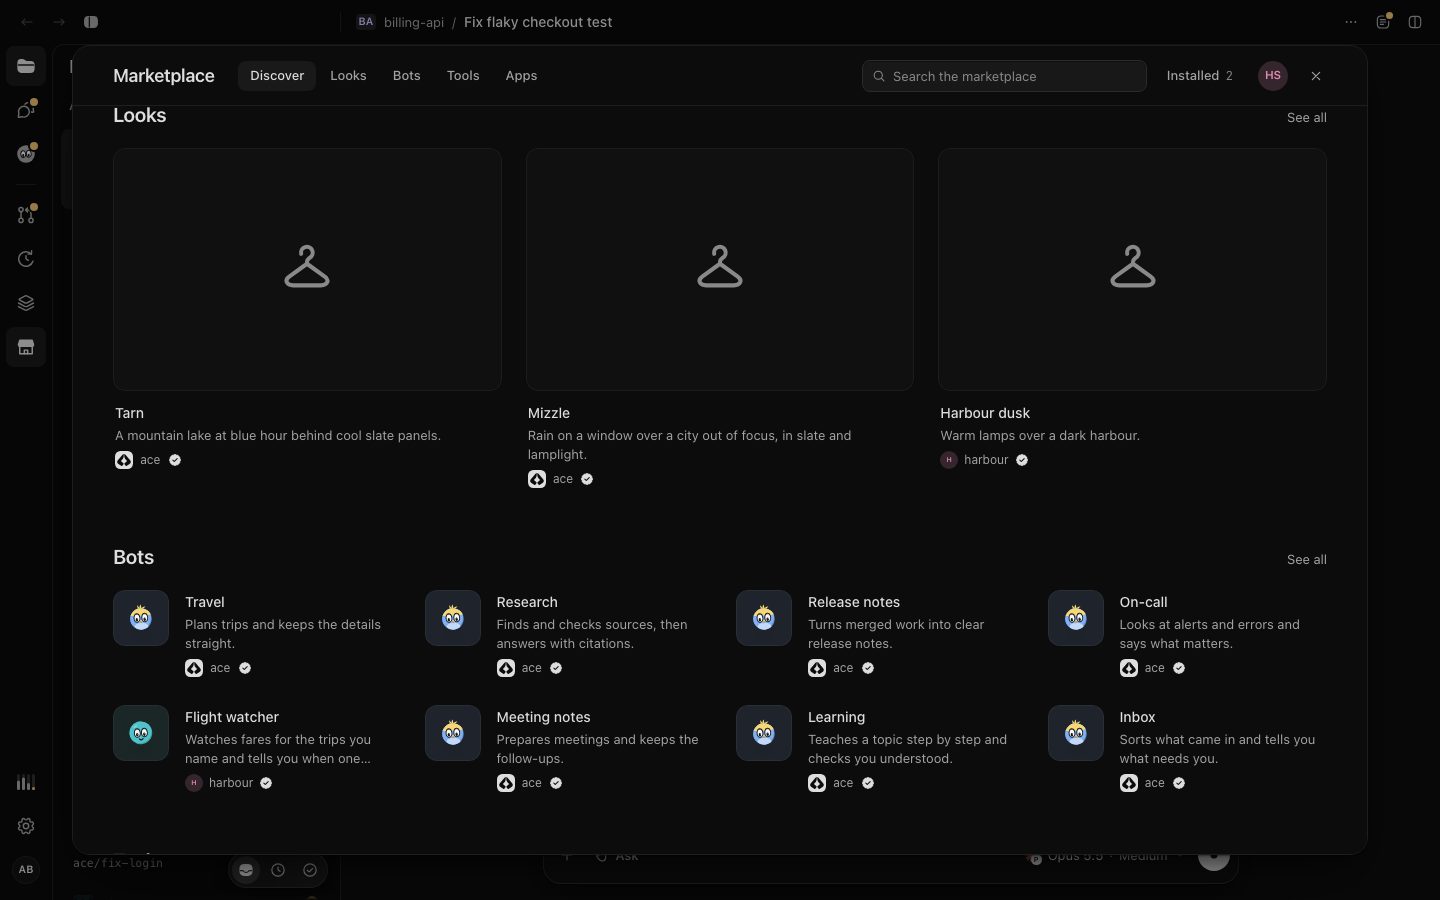 BA billing-api / Fix flaky checkout test
Marketplace Discover Looks Bots Tools Apps Search the marketplace Installed 2 HS
Looks See all
Tarn
A mountain lake at blue hour behind cool slate panels.
ace
Mizzle
Rain on a window over a city out of focus, in slate and
lamplight.
ace
Harbour dusk
Warm lamps over a dark harbour.
H harbour
Bots See all
Travel
Plans trips and keeps the details
straight.
ace
Research
Finds and checks sources, then
answers with citations.
ace
Release notes
Turns merged work into clear
release notes.
ace
On-call
Looks at alerts and errors and
says what matters.
ace
Flight watcher
Watches fares for the trips you
name and tells you when one...
H harbour
Meeting notes
Prepares meetings and keeps the
follow-ups.
ace
Learning
Teaches a topic step by step and
checks you understood.
ace
Inbox
Sorts what came in and tells you
what needs you.
ace
AB
ace/fix-login
Ask
Opus 5.5 · Medium